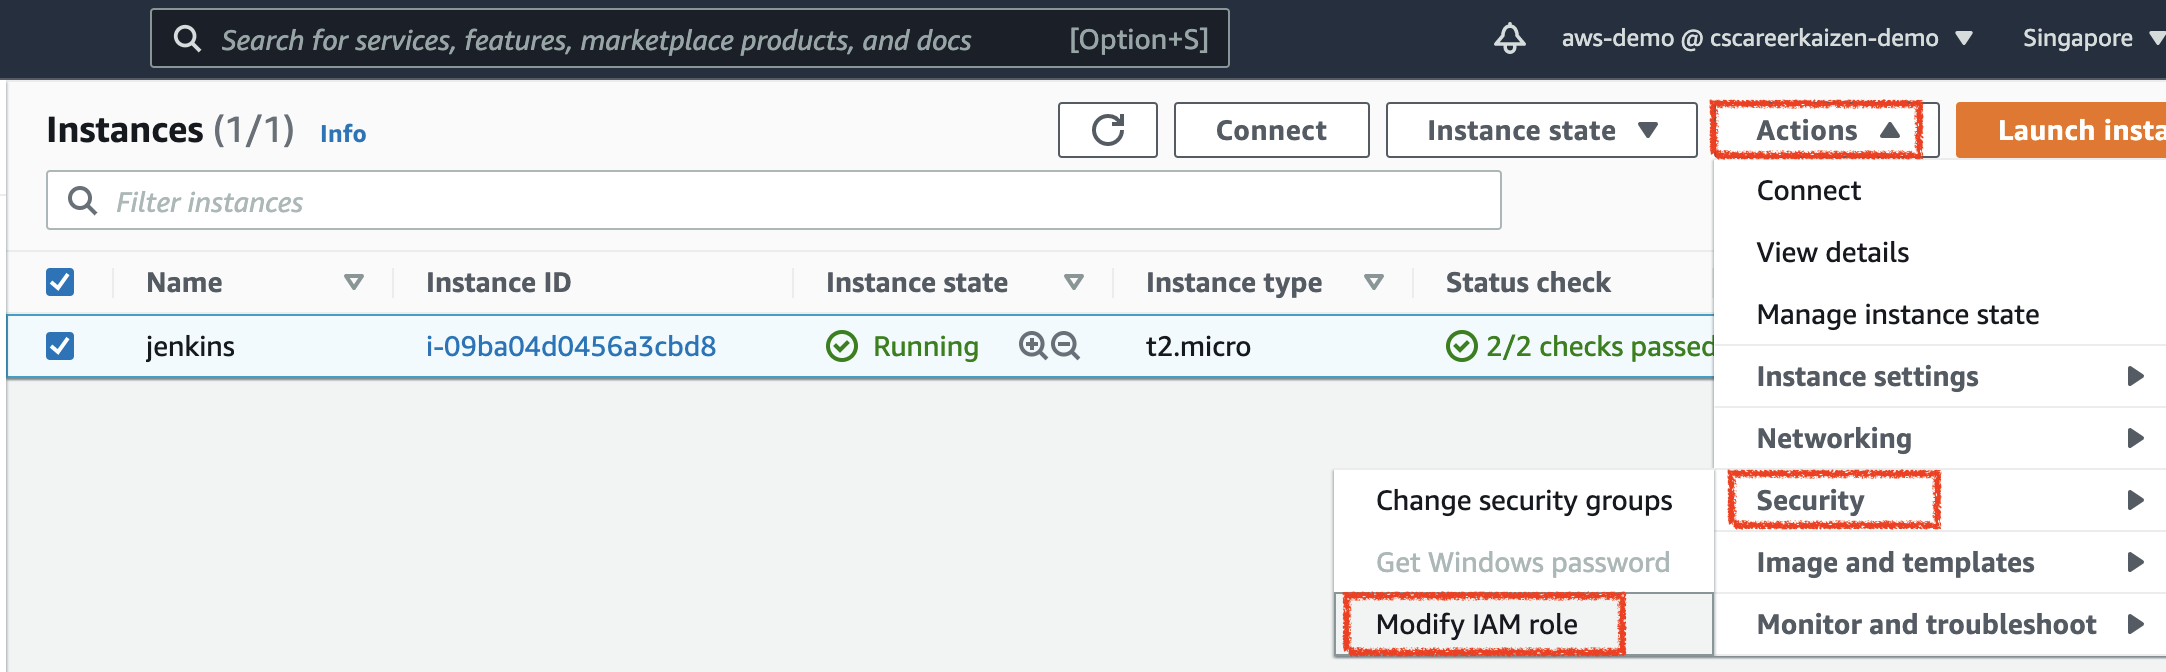 Search for services, features, marketplace products, and docs [Option+S] aws-demo @ cscareerkaizen-demo Singapore
Instances (1/1) Info Connect Instance state Actions Launch insta
Filter instances
Name Instance ID Instance state Instance type Status check
jenkins i-09ba04d0456a3cbd8 Running t2.micro 2/2 checks passed
Connect
View details
Manage instance state
Instance settings
Networking
Security
Image and templates
Monitor and troubleshoot
Change security groups
Get Windows password
Modify IAM role